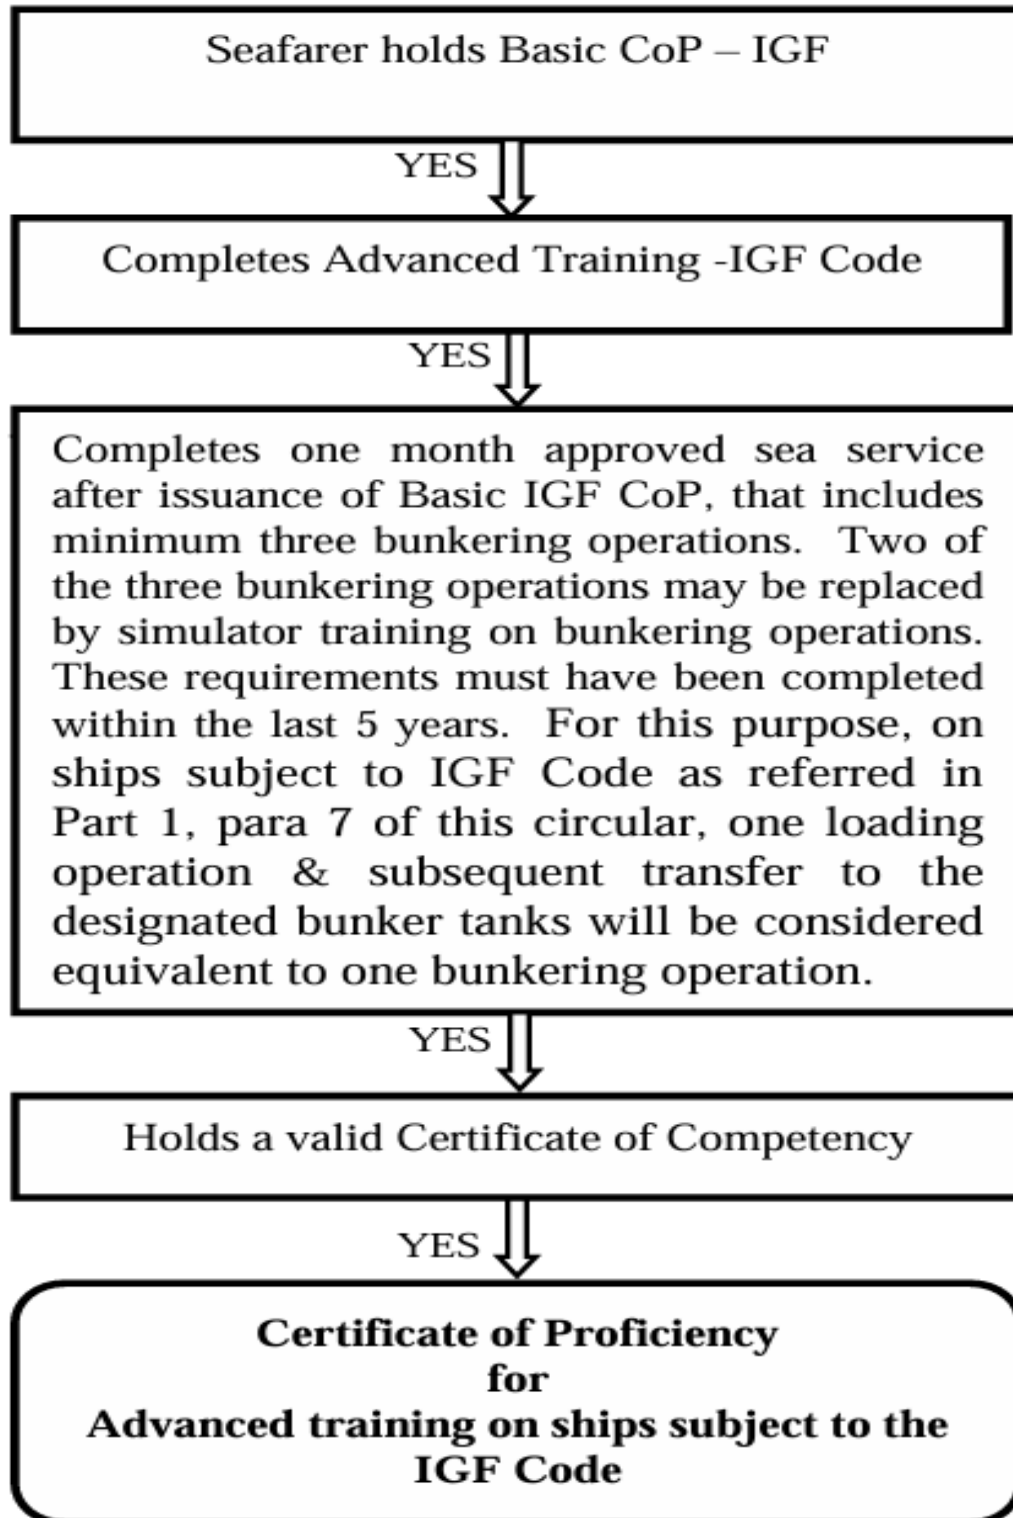 Seafarer holds Basic CoP – IGF
YES
Completes Advanced Training -IGF Code
YES
Completes one month approved sea service
after issuance of Basic IGF CoP, that includes
minimum three bunkering operations. Two of
the three bunkering operations may be replaced
by simulator training on bunkering operations.
These requirements must have been completed
within the last 5 years. For this purpose, on
ships subject to IGF Code as referred in
Part 1, para 7 of this circular, one loading
operation & subsequent transfer to the
designated bunker tanks will be considered
equivalent to one bunkering operation.
YES
Holds a valid Certificate of Competency
YES
Certificate of Proficiency
for
Advanced training on ships subject to the
IGF Code